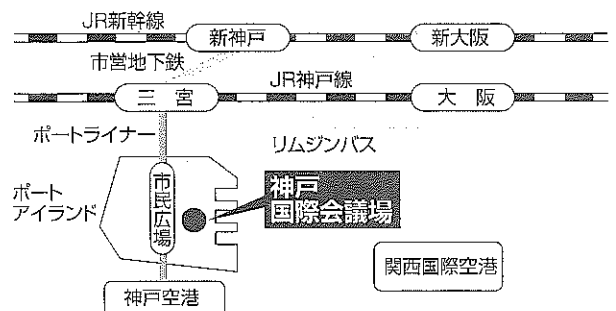 JR新幹線
新神戸
新大阪
市営地下鉄
JR神戸線
三宮
大阪
ポートライナー
リムジンバス
ポート
アイランド
市民広場
神戸
国際会議場
関西国際空港
神戸空港